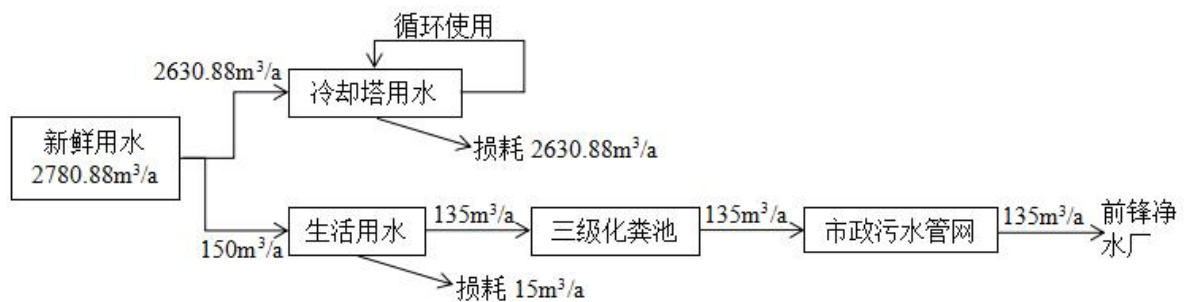 循环使用
2630.88m³/a
冷却塔用水
新鲜用水
2780.88m³/a
损耗 2630.88m³/a
150m³/a
生活用水
135m³/a
三级化粪池
135m³/a
市政污水管网
135m³/a
前锋净
水厂
损耗 15m³/a